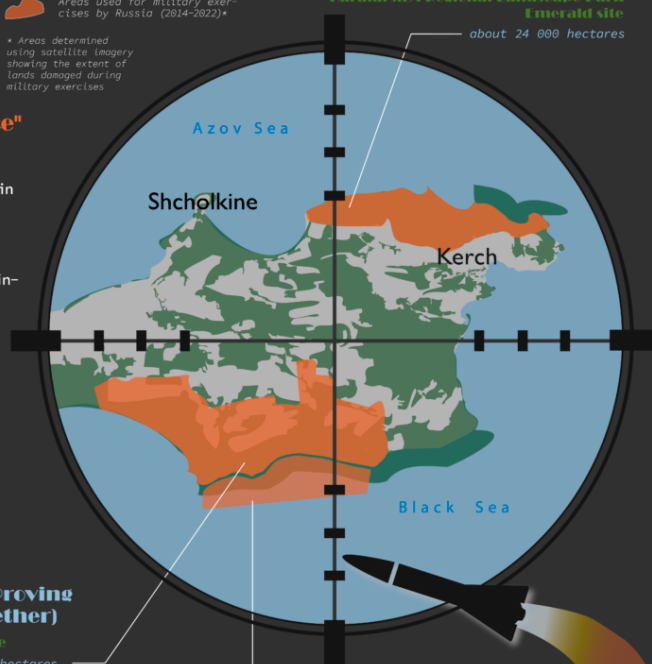 Areas used for military exer-
cises by Russia (2014-2022)*
Emerald site
about 24 000 hectares
* Areas determined
using satellite imagery
showing the extent of
lands damaged during
military exercises
Azov Sea
Shcholkine
Kerch
Black Sea
roving
ether)
hectares